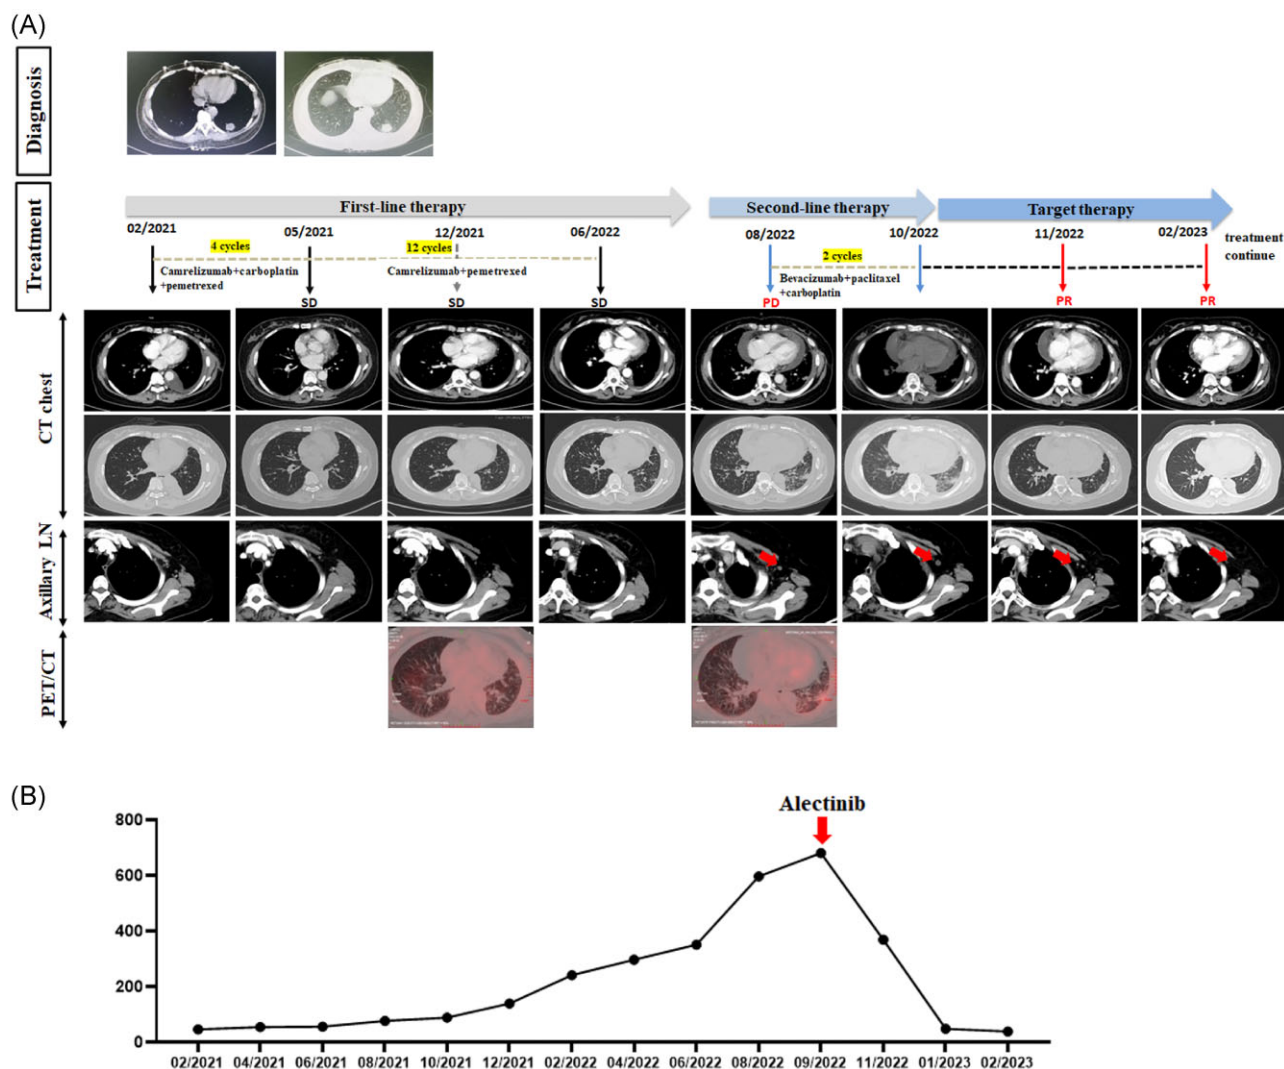 (A)
Diagnosis
Treatment
First-line therapy
Second-line therapy
Target therapy
02/2021
05/2021
12/2021
06/2022
08/2022
10/2022
11/2022
02/2023
treatment
continue
4 cycles
12 cycles
2 cycles
Camrelizumab+carboplatin
+pemetrexed
Camrelizumab+pemetrexed
Bevacizumab+paclitaxel
+carboplatin
SD
SD
SD
PD
PR
PR
CT chest
Axillary LN
PET/CT
(B)
Alectinib
800
600
400
200
0
02/2021
04/2021
06/2021
08/2021
10/2021
12/2021
02/2022
04/2022
06/2022
08/2022
09/2022
11/2022
01/2023
02/2023